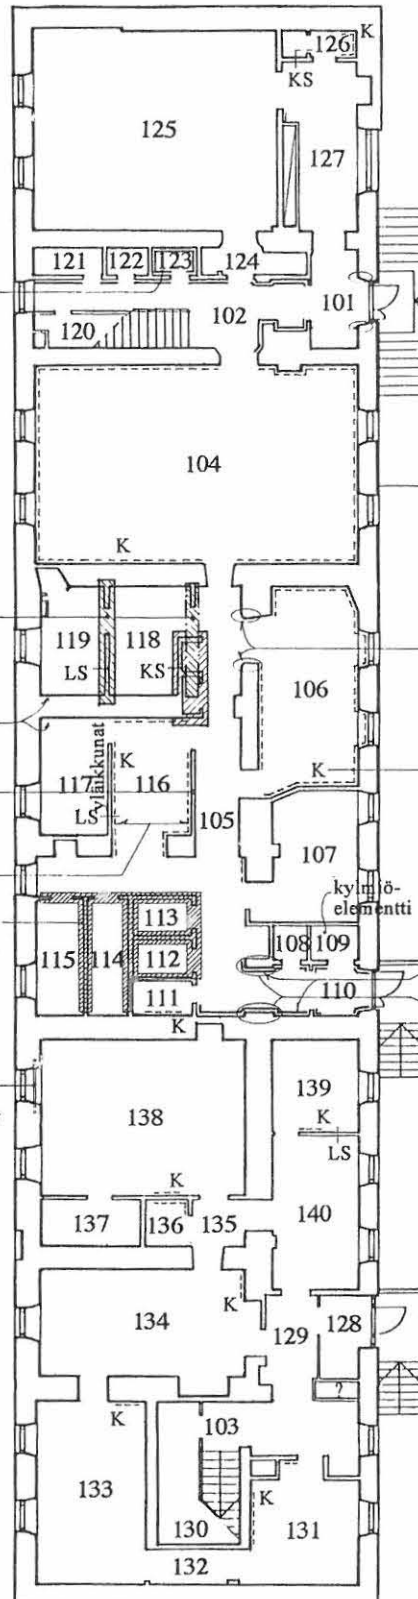 K
126
KS
125
127
121
122
123
124
101
102
120
104
K
119
118
LS
KS
106
117
yläikkunat
K
116
LS
K
105
107
kylmiö-
elementti
113
108
109
115
114
112
111
110
K
139
138
K
LS
K
137
136
135
140
134
K
129
128
?
K
103
133
K
130
131
132